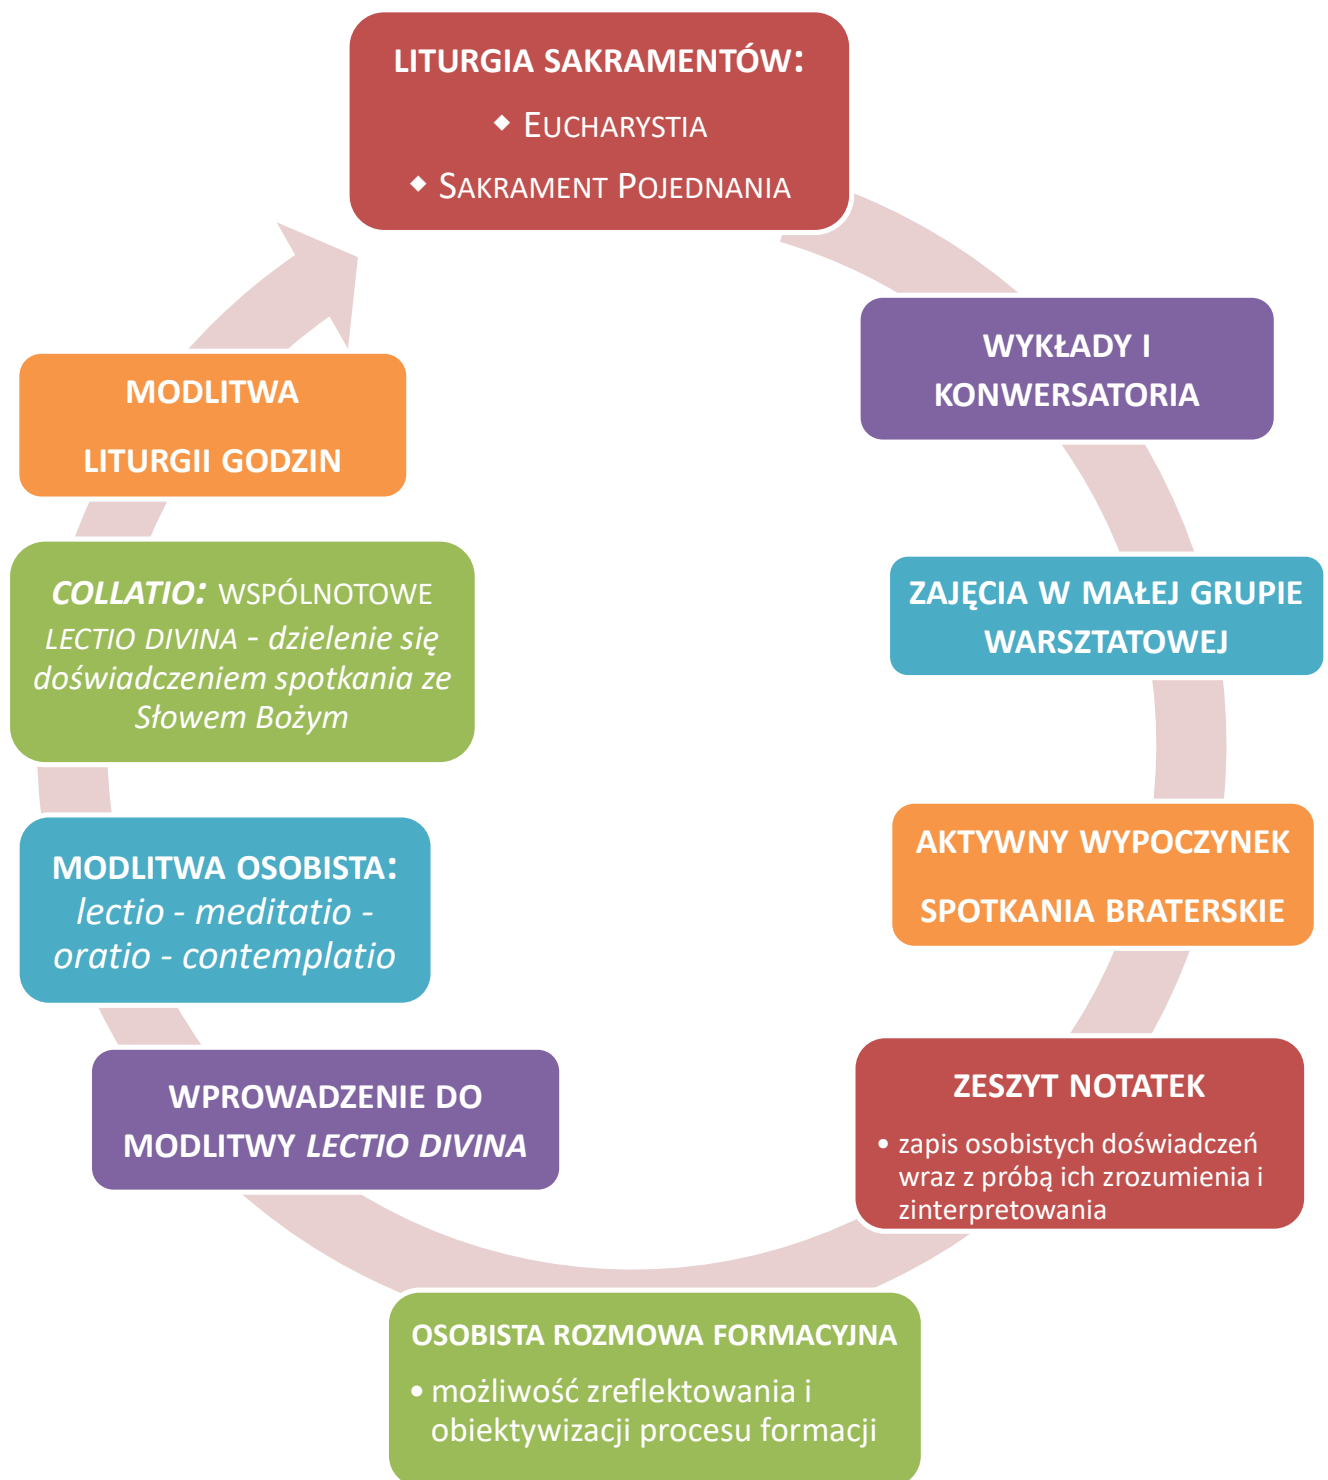 LITURGIA SAKRAMENTÓW:
◆ EUCHARYSTIA
◆ SAKRAMENT POJEDNANIA
WYKŁADY I
KONWERSATORIA
ZAJĘCIA W MAŁEJ GRUPIE
WARSZTATOWEJ
AKTYWNY WYPOCZYNEK
SPOTKANIA BRATERSKIE
ZESZYT NOTATEK
• zapis osobistych doświadczeń
wraz z próbą ich zrozumienia i
zinterpretowania
OSOBISTA ROZMOWA FORMACYJNA
• możliwość zreflektowania i
obiektywizacji procesu formacji
WPROWADZENIE DO
MODLITWY LECTIO DIVINA
MODLITWA OSOBISTA:
lectio - meditatio -
oratio - contemplatio
COLLATIO: WSPÓLNOTOWE
LECTIO DIVINA - dzielenie się
doświadczeniem spotkania ze
Słowem Bożym
MODLITWA
LITURGII GODZIN